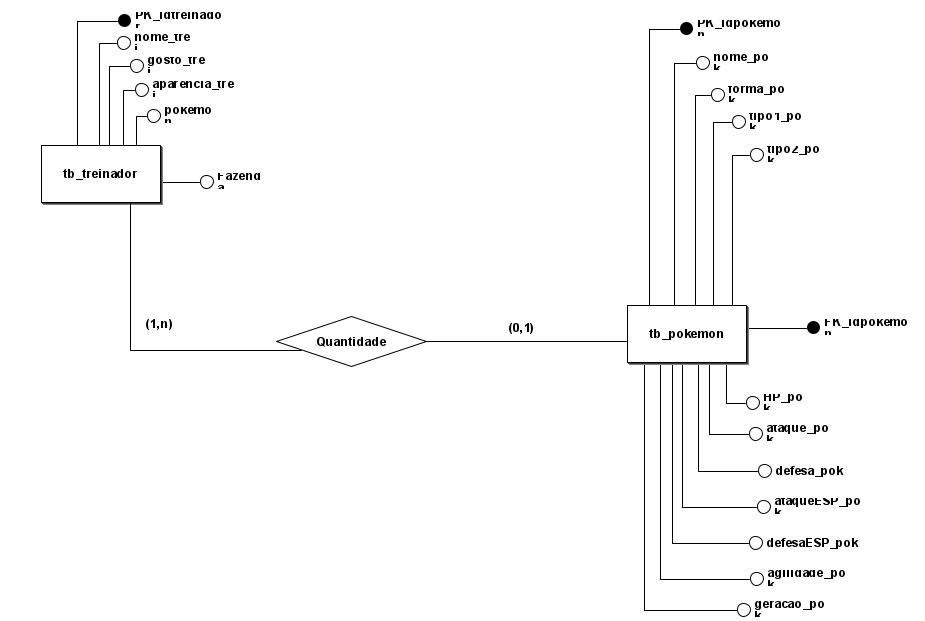 PK_idtreinado
r
nome_tre
i
gosto_tre
i
aparencia_tre
i
pokemo
n
tb_treinador
Fazend
a
(1,n)
Quantidade
(0,1)
PK_idpokemo
n
nome_po
k
forma_po
k
tipo1_po
k
tipo2_po
k
tb_pokemon
FK_idpokemo
n
HP_po
k
ataque_po
k
defesa_pok
ataqueESP_po
k
defesaESP_pok
agilidade_po
k
geracao_po
k